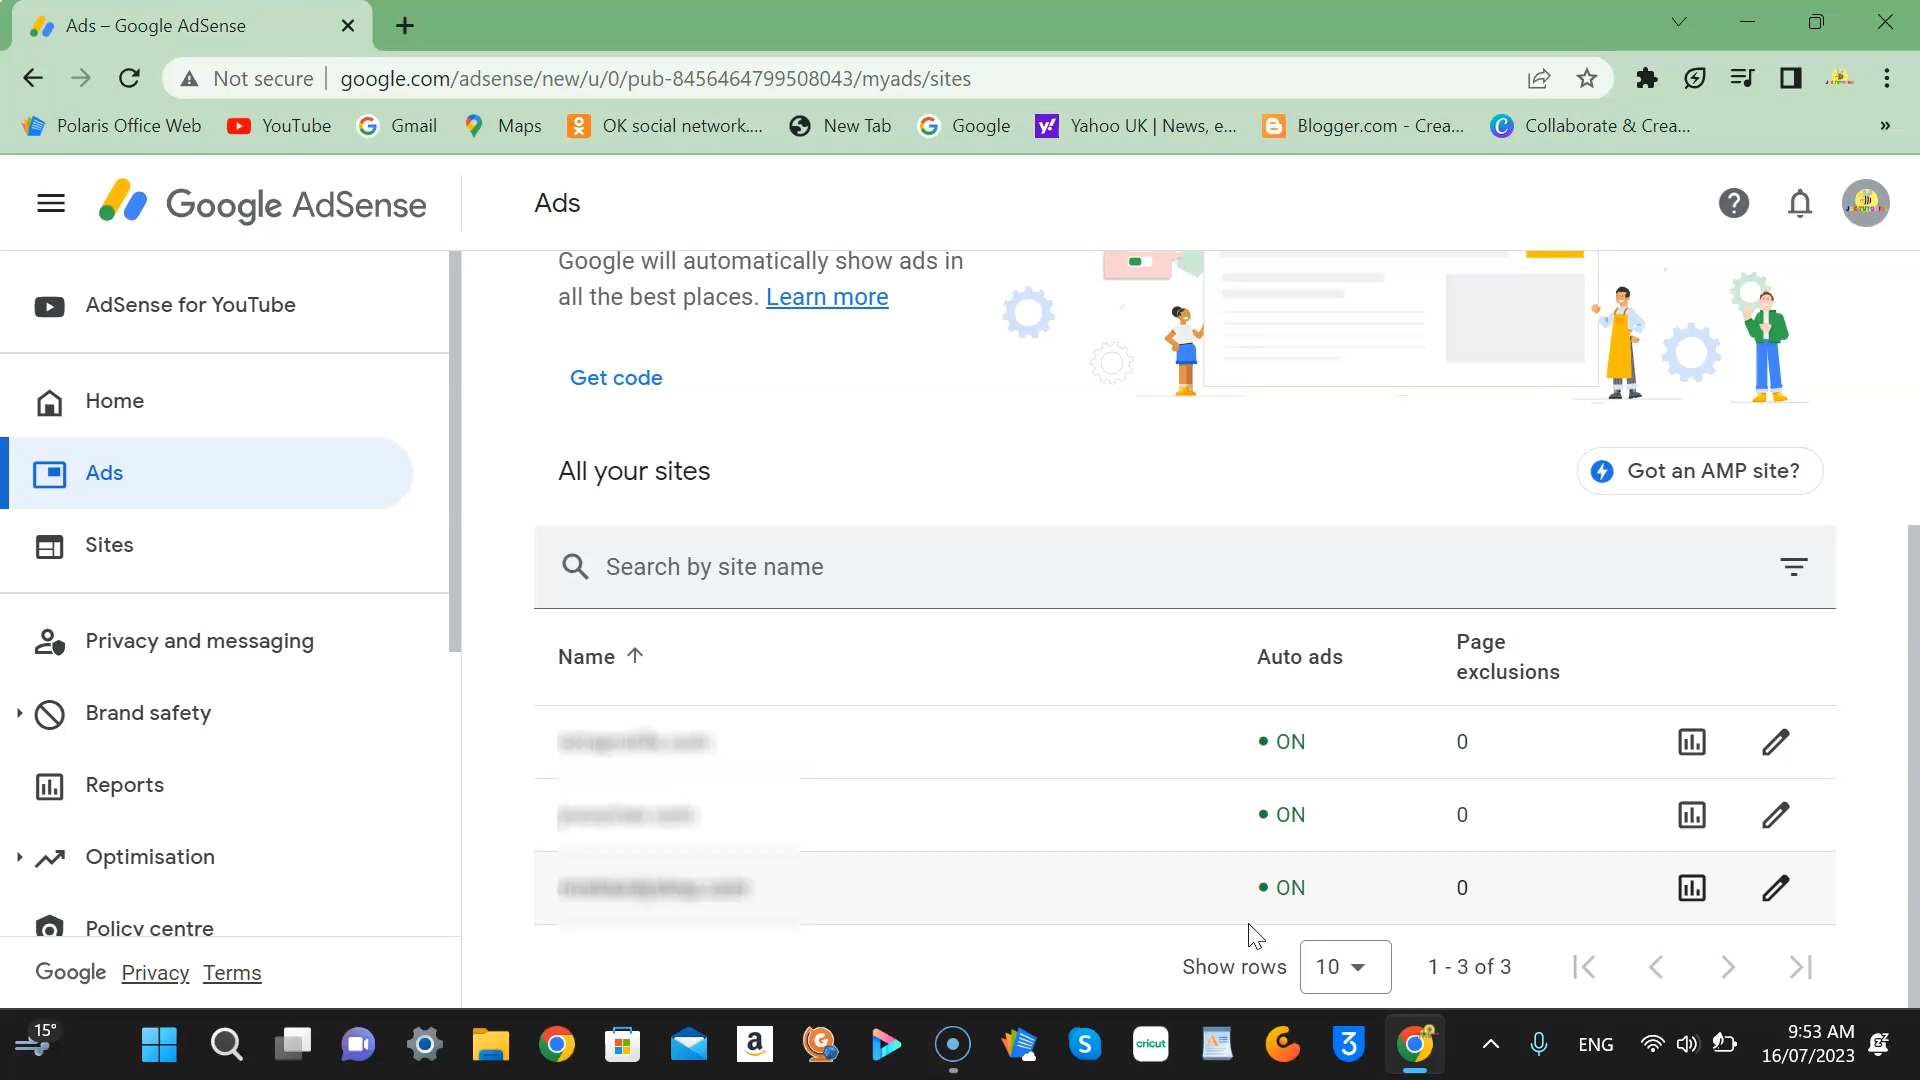 Ads – Google AdSense
Not secure
google.com/adsense/new/u/0/pub-8456464799508043/myads/sites
Polaris Office Web
YouTube
Gmail
Maps
OK social network....
New Tab
Google
Yahoo UK | News, e...
Blogger.com - Crea...
Collaborate & Crea...
»
Google AdSense
Ads
AdSense for YouTube
Home
Ads
Sites
Privacy and messaging
Brand safety
Reports
Optimisation
Policy centre
Google Privacy Terms
Google will automatically show ads in
all the best places. Learn more
Get code
All your sites
Got an AMP site?
Search by site name
Name
Auto ads
Page
exclusions
ON
0
ON
0
ON
0
Show rows
10
1 - 3 of 3
15°
cricut
ENG
9:53 AM
16/07/2023